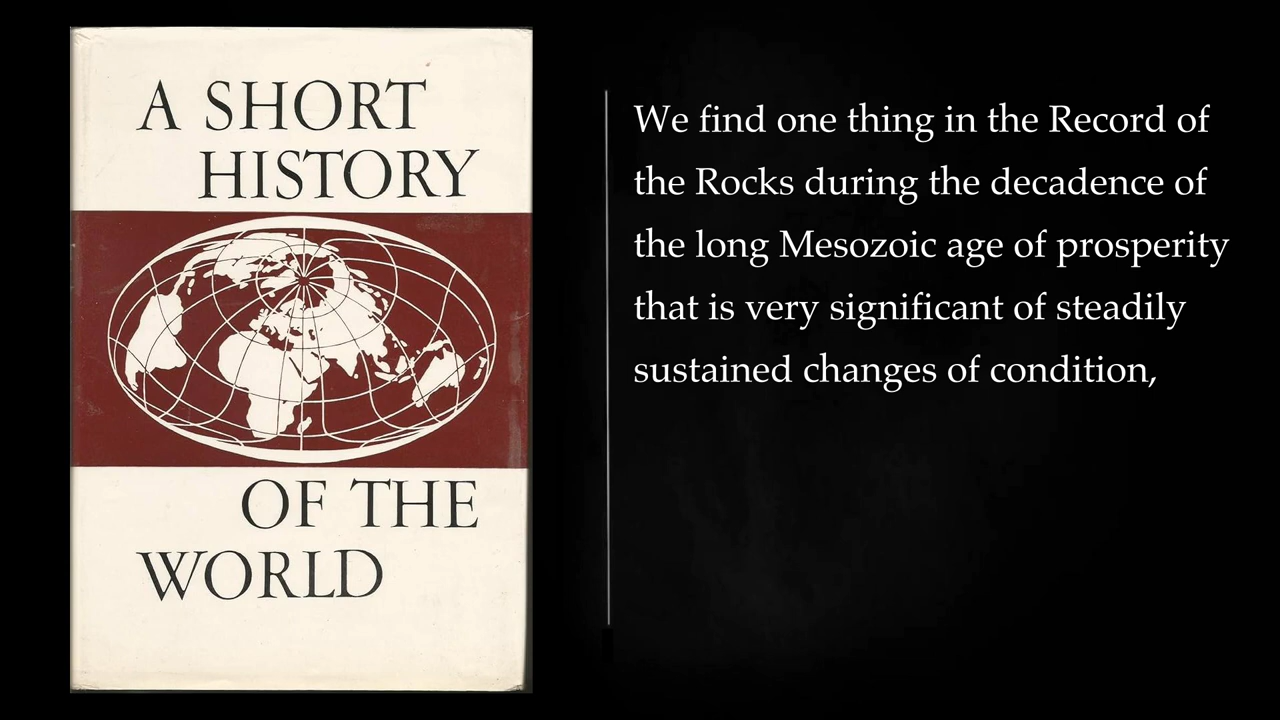 A SHORT
HISTORY
OF THE
WORLD
We find one thing in the Record of
the Rocks during the decadence of
the long Mesozoic age of prosperity
that is very significant of steadily
sustained changes of condition,